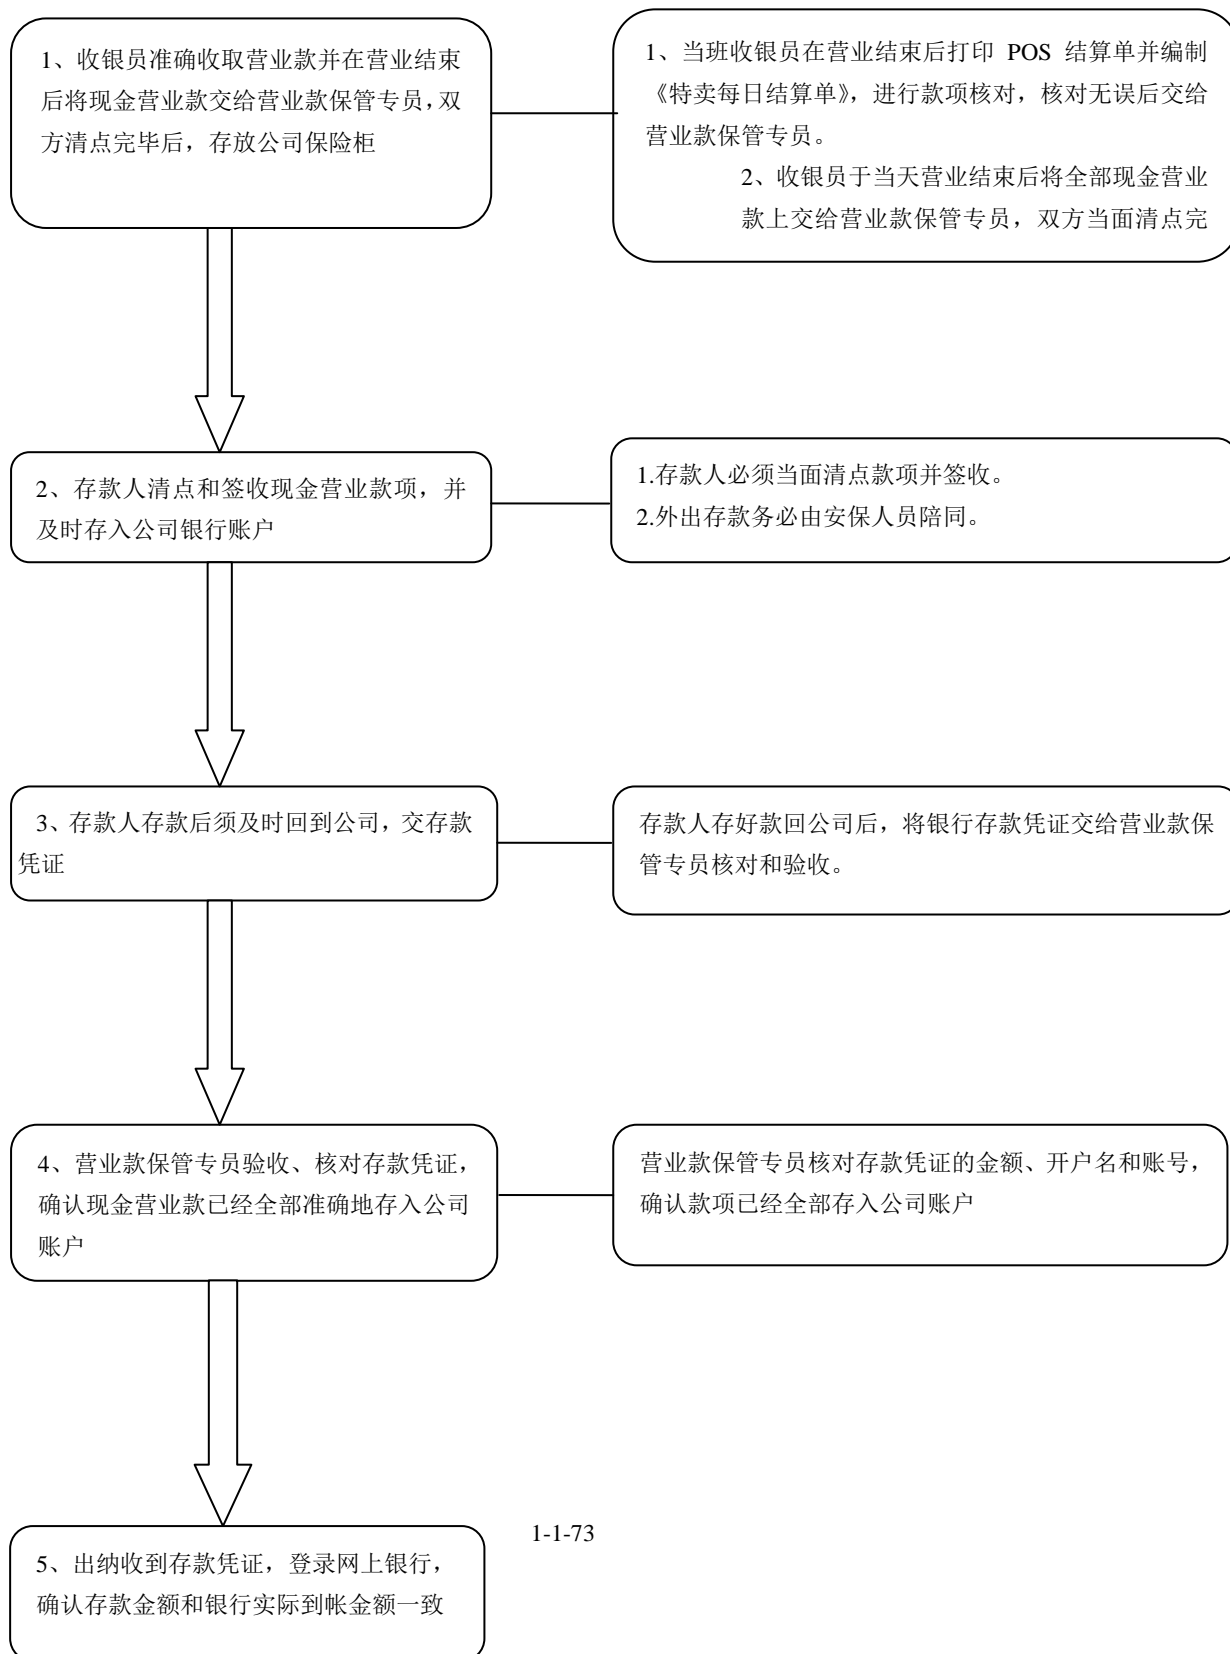 1、收银员准确收取营业款并在营业结束
后将现金营业款交给营业款保管专员，双
方清点完毕后，存放公司保险柜
1、当班收银员在营业结束后打印 POS 结算单并编制
《特卖每日结算单》，进行款项核对，核对无误后交给
营业款保管专员。
2、收银员于当天营业结束后将全部现金营业
款上交给营业款保管专员，双方当面清点完
2、存款人清点和签收现金营业款项，并
及时存入公司银行账户
1.存款人必须当面清点款项并签收。
2.外出存款务必由安保人员陪同。
3、存款人存款后须及时回到公司，交存款
凭证
存款人存好款回公司后，将银行存款凭证交给营业款保
管专员核对和验收。
4、营业款保管专员验收、核对存款凭证，
确认现金营业款已经全部准确地存入公司
账户
营业款保管专员核对存款凭证的金额、开户名和账号，
确认款项已经全部存入公司账户
1-1-73
5、出纳收到存款凭证，登录网上银行，
确认存款金额和银行实际到帐金额一致